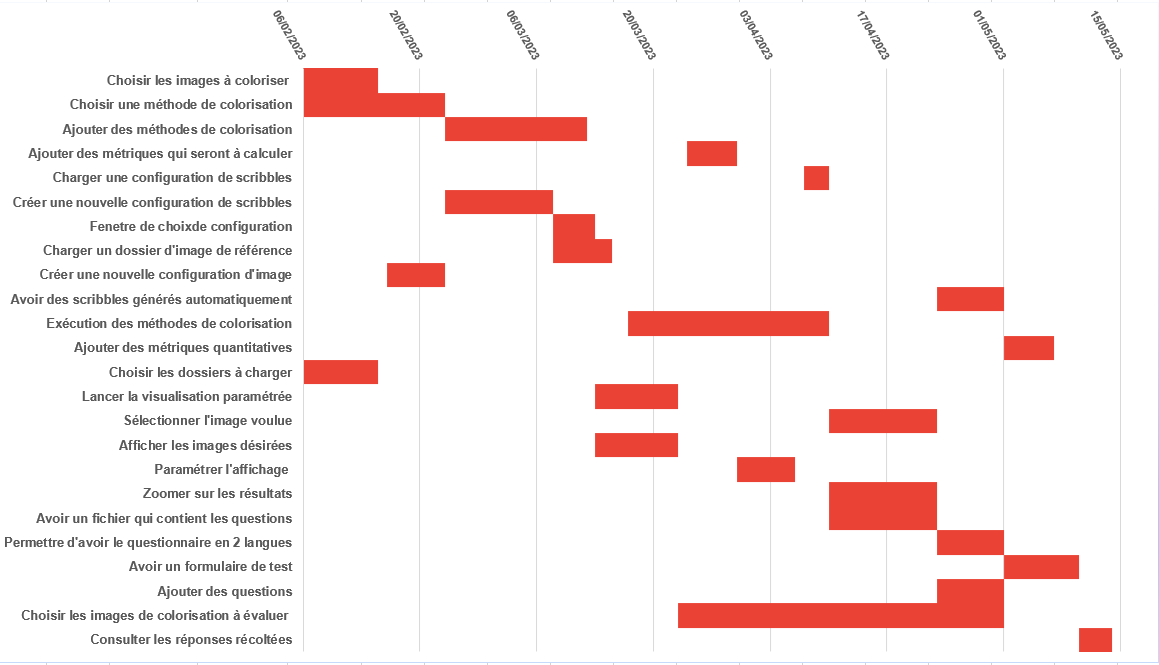 06/02/2023
20/02/2023
06/03/2023
20/03/2023
03/04/2023
17/04/2023
01/05/2023
15/05/2023
Choisir les images à coloriser
Choisir une méthode de colorisation
Ajouter des méthodes de colorisation
Ajouter des métriques qui seront à calculer
Charger une configuration de scribbles
Créer une nouvelle configuration de scribbles
Fenetre de choixde configuration
Charger un dossier d'image de référence
Créer une nouvelle configuration d'image
Avoir des scribbles générés automatiquement
Exécution des méthodes de colorisation
Ajouter des métriques quantitatives
Choisir les dossiers à charger
Lancer la visualisation paramétrée
Sélectionner l'image voulue
Afficher les images désirées
Paramétrer l'affichage
Zoomer sur les résultats
Avoir un fichier qui contient les questions
Permettre d'avoir le questionnaire en 2 langues
Avoir un formulaire de test
Ajouter des questions
Choisir les images de colorisation à évaluer
Consulter les réponses récoltées